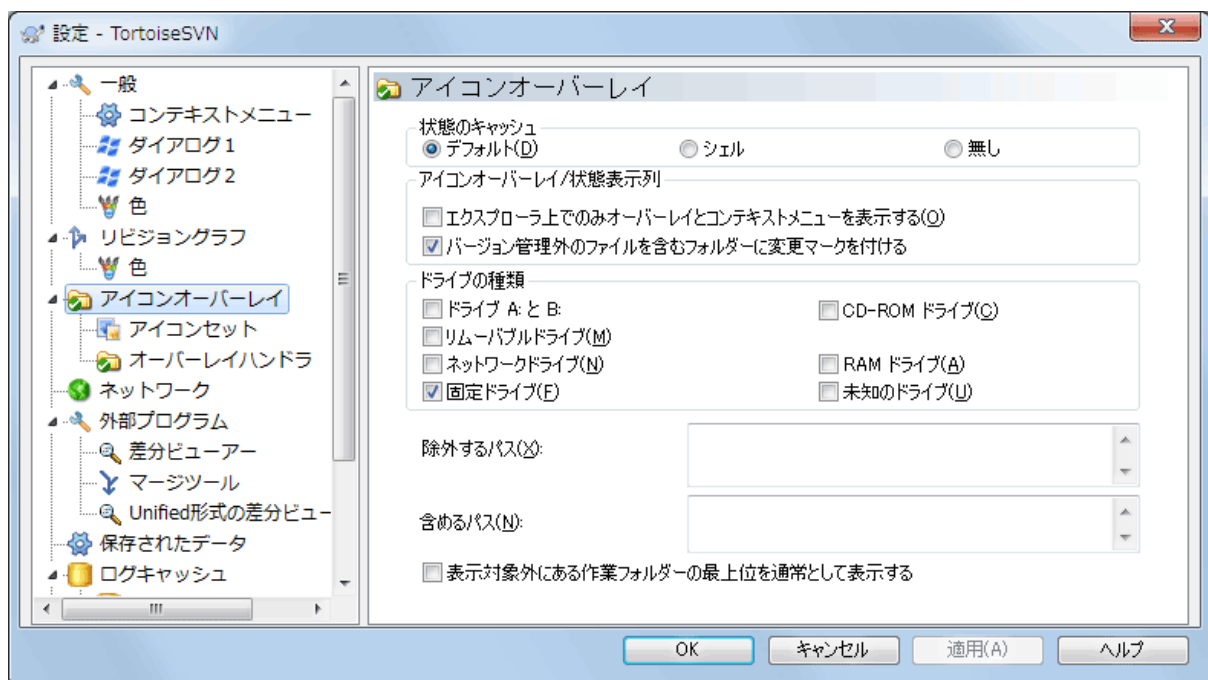 設定 - TortoiseSVN
一般
コンテキストメニュー
ダイアログ1
ダイアログ2
色
リビジョングラフ
色
アイコンオーバーレイ
アイコンセット
オーバーレイハンドラ
ネットワーク
外部プログラム
差分ビューアー
マージツール
Unified形式の差分ビュー
保存されたデータ
ログキャッシュ
アイコンオーバーレイ
状態のキャッシュ
デフォルト(D) シェル 無し
アイコンオーバーレイ/状態表示列
エクスプローラ上でのみオーバーレイとコンテキストメニューを表示する(O)
バージョン管理外のファイルを含むフォルダーに変更マークを付ける
ドライブの種類
ドライブ A: と B: CD-ROM ドライブ(C)
リムーバブルドライブ(M)
ネットワークドライブ(N) RAM ドライブ(A)
固定ドライブ(F) 未知のドライブ(U)
除外するパス(X):
含めるパス(N):
表示対象外にある作業フォルダーの最上位を通常として表示する
OK キャンセル 適用(A) ヘルプ